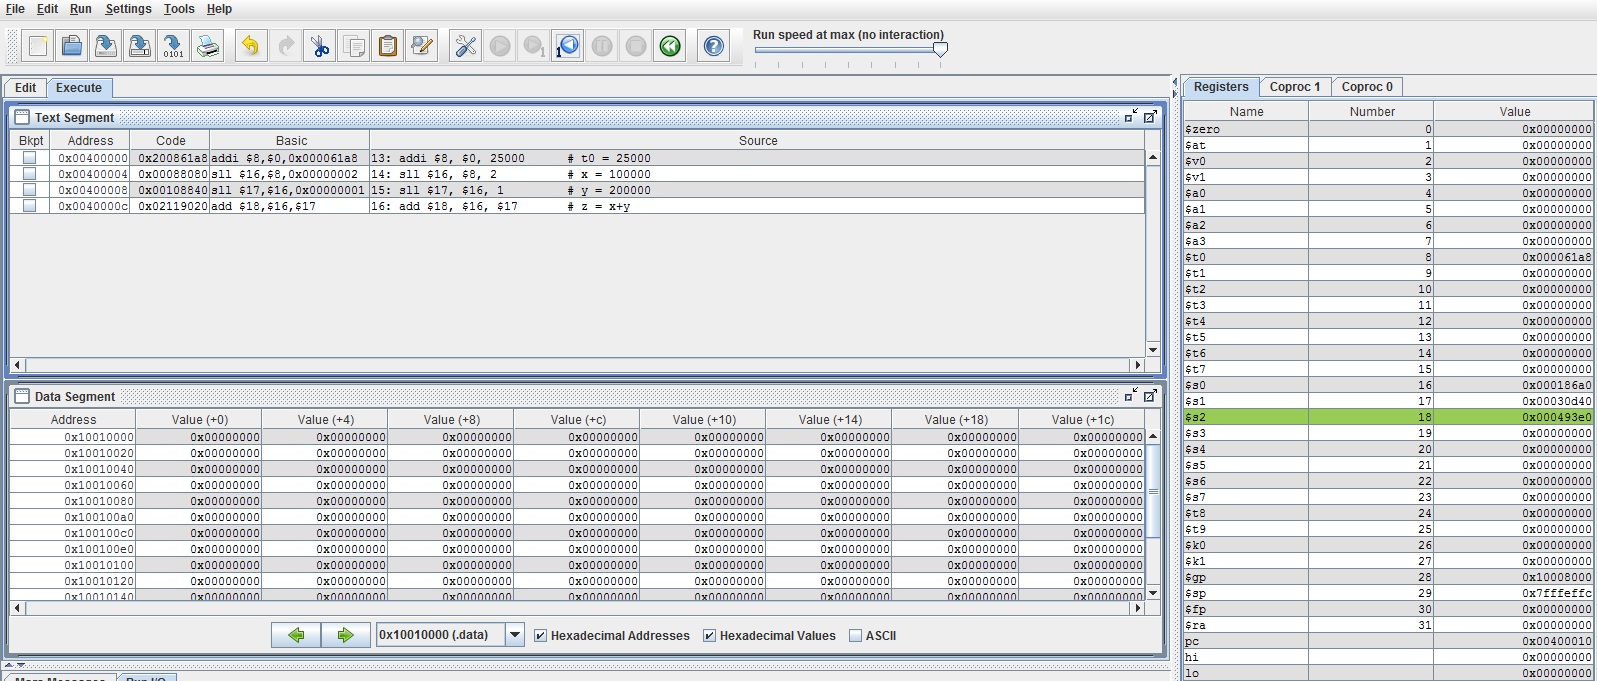 File Edit Run Settings Tools Help
Run speed at max (no interaction)
0101
1
1
Edit Execute
Registers Coproc 1 Coproc 0
Text Segment
Bkpt Address Code Basic Source
0x00400000 0x200861a8 addi $8,$0,0x000061a8 13: addi $8, $0, 25000 # t0 = 25000
0x00400004 0x00088080 sll $16,$8,0x00000002 14: sll $16, $8, 2 # x = 100000
0x00400008 0x00108840 sll $17,$16,0x00000001 15: sll $17, $16, 1 # y = 200000
0x0040000c 0x02119020 add $18,$16,$17 16: add $18, $16, $17 # z = x+y
Data Segment
Address Value (+0) Value (+4) Value (+8) Value (+c) Value (+10) Value (+14) Value (+18) Value (+1c)
0x10010000 0x00000000 0x00000000 0x00000000 0x00000000 0x00000000 0x00000000 0x00000000 0x00000000
0x10010020 0x00000000 0x00000000 0x00000000 0x00000000 0x00000000 0x00000000 0x00000000 0x00000000
0x10010040 0x00000000 0x00000000 0x00000000 0x00000000 0x00000000 0x00000000 0x00000000 0x00000000
0x10010060 0x00000000 0x00000000 0x00000000 0x00000000 0x00000000 0x00000000 0x00000000 0x00000000
0x10010080 0x00000000 0x00000000 0x00000000 0x00000000 0x00000000 0x00000000 0x00000000 0x00000000
0x100100a0 0x00000000 0x00000000 0x00000000 0x00000000 0x00000000 0x00000000 0x00000000 0x00000000
0x100100c0 0x00000000 0x00000000 0x00000000 0x00000000 0x00000000 0x00000000 0x00000000 0x00000000
0x100100e0 0x00000000 0x00000000 0x00000000 0x00000000 0x00000000 0x00000000 0x00000000 0x00000000
0x10010100 0x00000000 0x00000000 0x00000000 0x00000000 0x00000000 0x00000000 0x00000000 0x00000000
0x10010120 0x00000000 0x00000000 0x00000000 0x00000000 0x00000000 0x00000000 0x00000000 0x00000000
0x10010140 0x00000000 0x00000000 0x00000000 0x00000000 0x00000000 0x00000000 0x00000000 0x00000000
0x10010000 (.data) Hexadecimal Addresses Hexadecimal Values ASCII
Mars Messages Run I/O
Name Number Value
$zero 0 0x00000000
$at 1 0x00000000
$v0 2 0x00000000
$v1 3 0x00000000
$a0 4 0x00000000
$a1 5 0x00000000
$a2 6 0x00000000
$a3 7 0x00000000
$t0 8 0x000061a8
$t1 9 0x00000000
$t2 10 0x00000000
$t3 11 0x00000000
$t4 12 0x00000000
$t5 13 0x00000000
$t6 14 0x00000000
$t7 15 0x00000000
$s0 16 0x000186a0
$s1 17 0x00030d40
$s2 18 0x000493e0
$s3 19 0x00000000
$s4 20 0x00000000
$s5 21 0x00000000
$s6 22 0x00000000
$s7 23 0x00000000
$t8 24 0x00000000
$t9 25 0x00000000
$k0 26 0x00000000
$k1 27 0x00000000
$gp 28 0x10008000
$sp 29 0x7fffeffc
$fp 30 0x00000000
$ra 31 0x00000000
pc 0x00400010
hi 0x00000000
lo 0x00000000